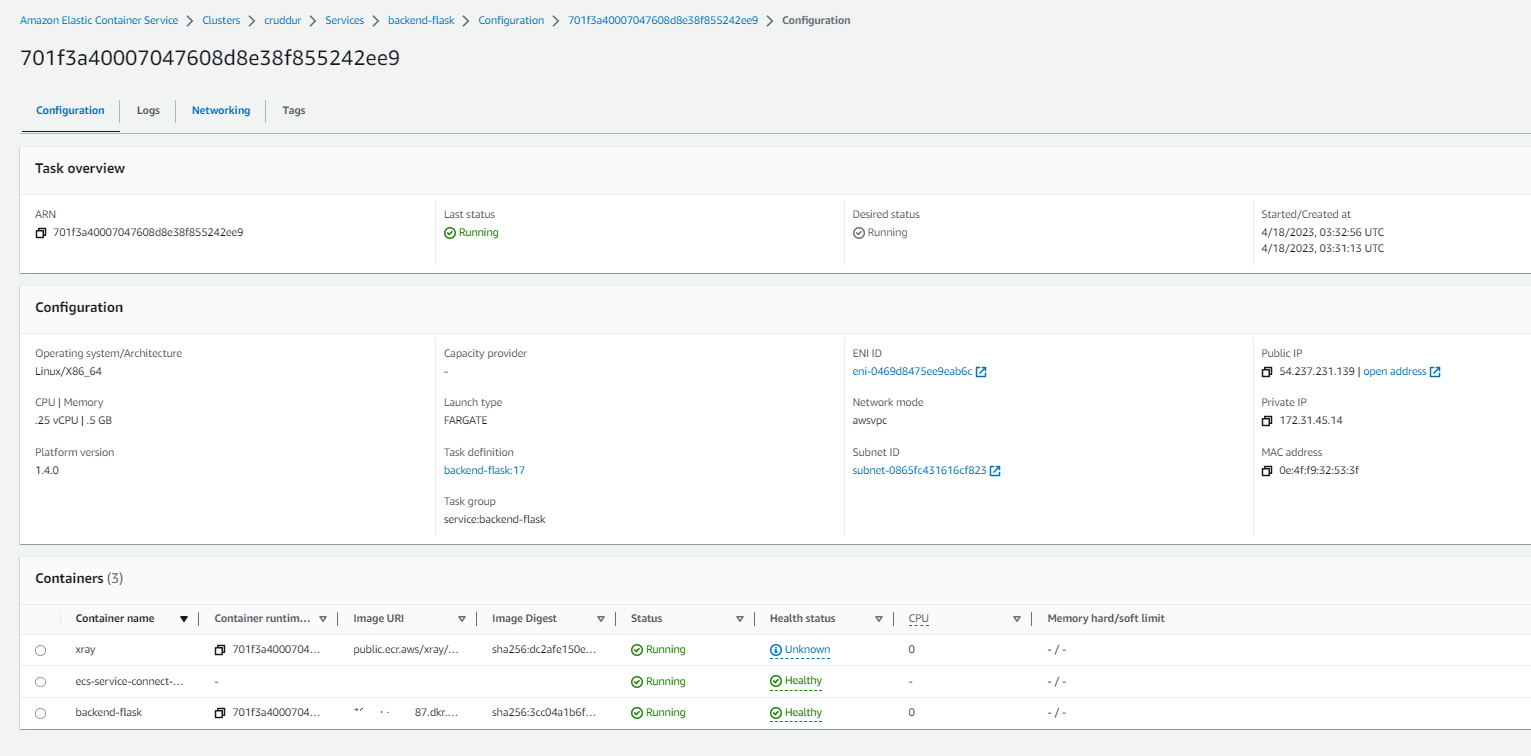 Amazon Elastic Container Service > Clusters > cruddur > Services > backend-flask > Configuration > 701f3a40007047608d8e38f855242ee9 > Configuration
701f3a40007047608d8e38f855242ee9
Configuration Logs Networking Tags
Task overview
ARN
701f3a40007047608d8e38f855242ee9
Last status
Running
Desired status
Running
Started/Created at
4/18/2023, 03:32:56 UTC
4/18/2023, 03:31:13 UTC
Configuration
Operating system/Architecture
Linux/X86_64
CPU | Memory
.25 vCPU | .5 GB
Platform version
1.4.0
Capacity provider
-
Launch type
FARGATE
Task definition
backend-flask:17
Task group
service:backend-flask
ENI ID
eni-0469d8475ee9eab6c
Network mode
awsvpc
Subnet ID
subnet-0865fc431616cf823
Public IP
54.237.231.139 | open address
Private IP
172.31.45.14
MAC address
0e:4f:f9:32:53:3f
Containers (3)
Container name Container runtim... Image URI Image Digest Status Health status CPU Memory hard/soft limit
xray 701f3a4000704... public.ecr.aws/xray/... sha256:dc2afe150e... Running Unknown 0 - / -
ecs-service-connect-... - Running Healthy - - / -
backend-flask 701f3a4000704... 87.dkr.... sha256:3cc04a1b6f... Running Healthy 0 - / -